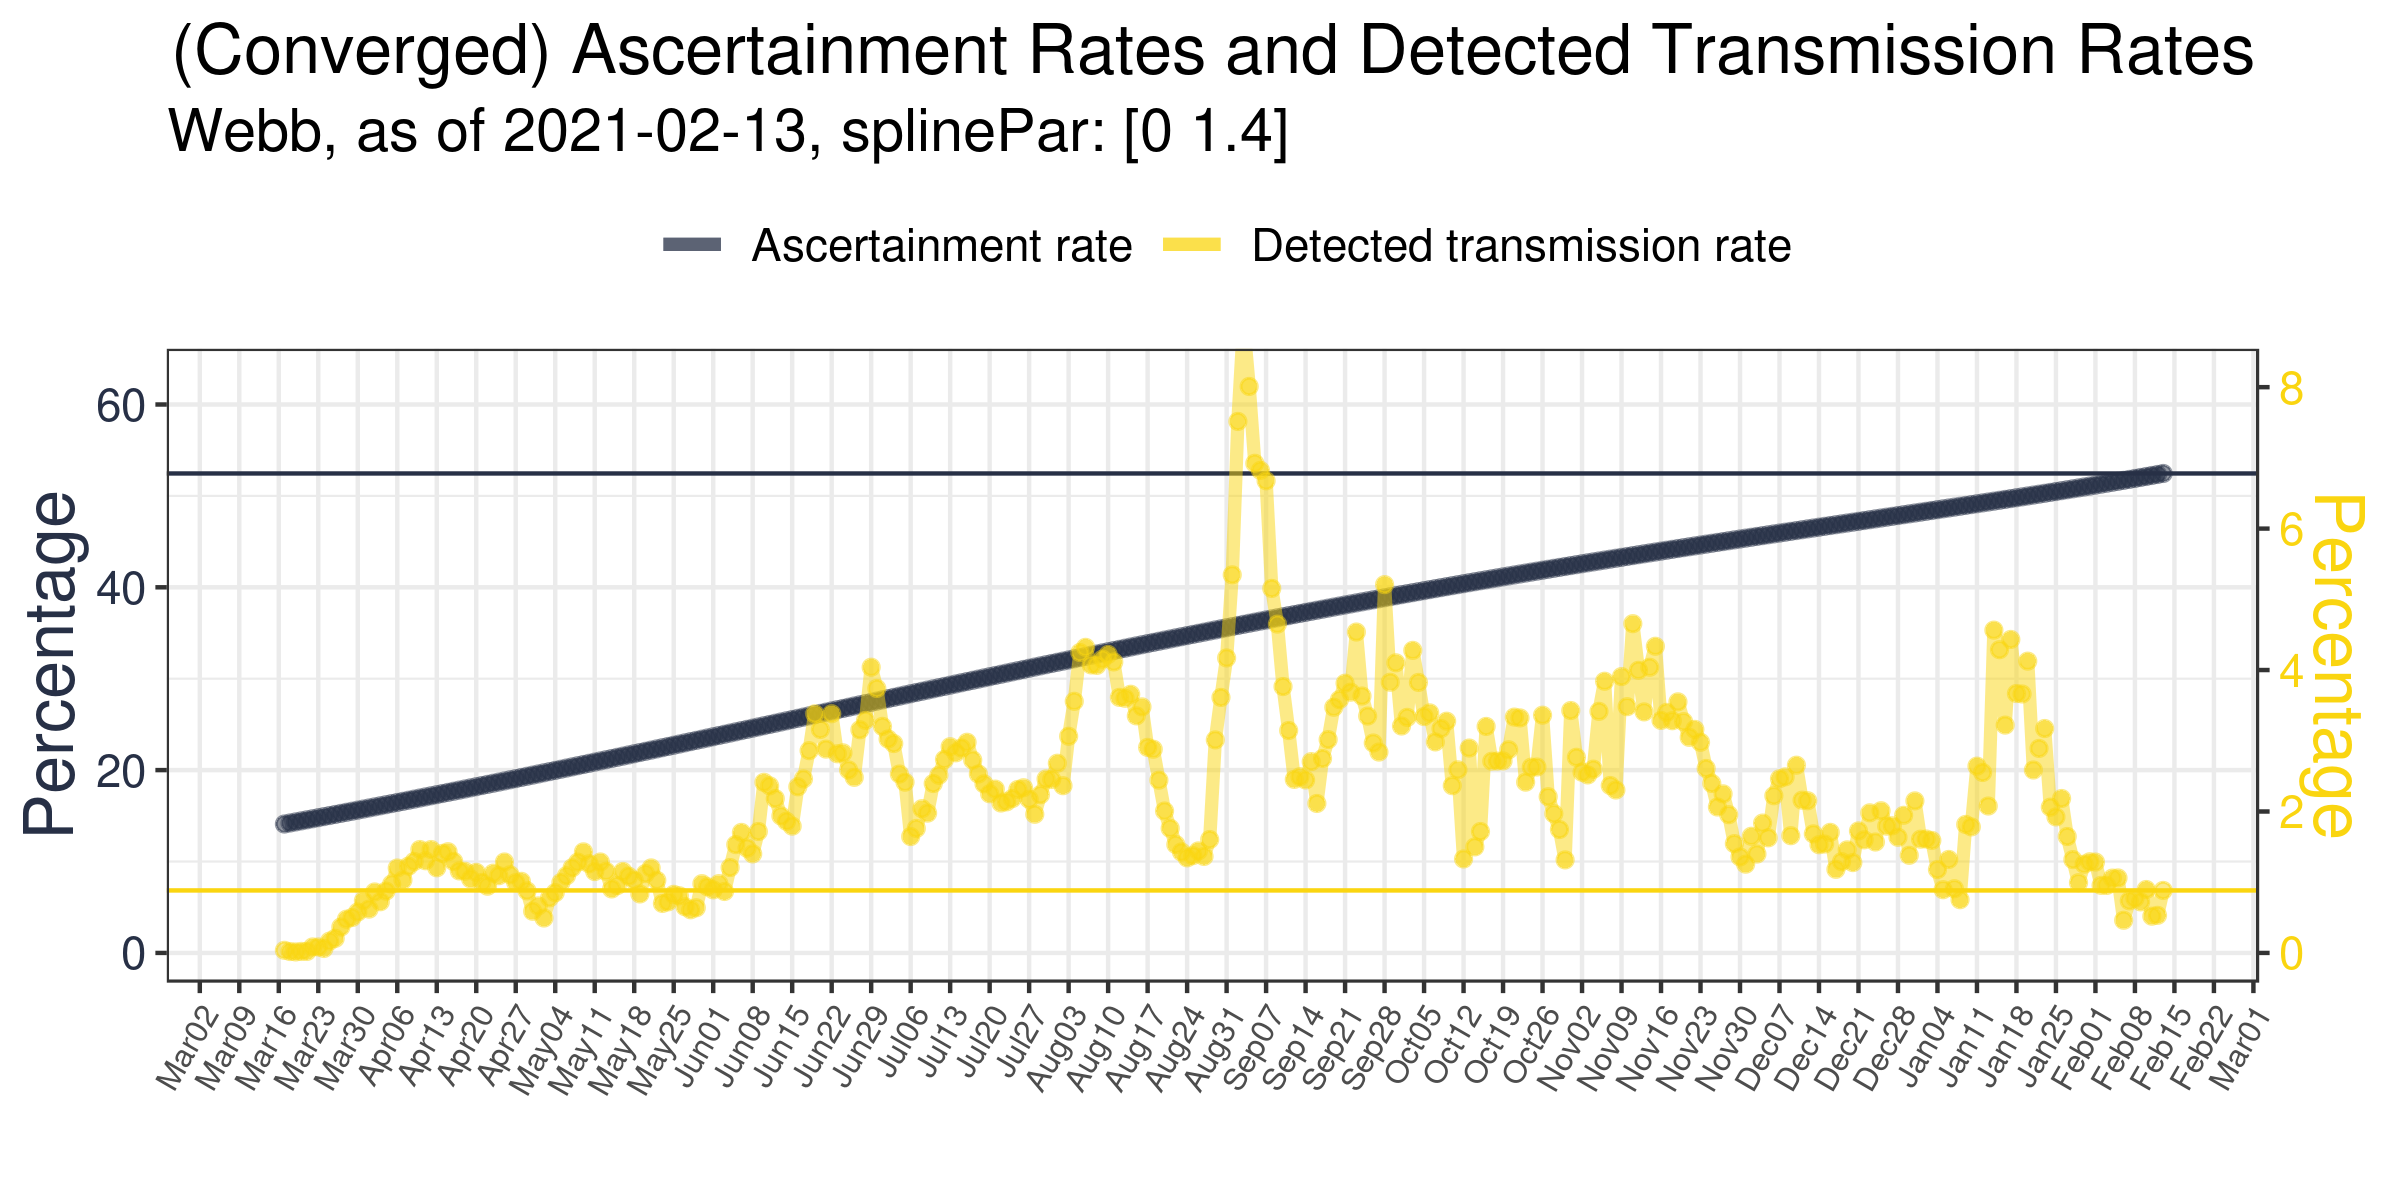 (Converged) Ascertainment Rates and Detected Transmission Rates
Webb, as of 2021-02-13, splinePar: [0 1.4]
Ascertainment rate
Detected transmission rate
Percentage
60
40
20
0
8
6
4
2
0
Percentage
Mar02
Mar09
Mar16
Mar23
Mar30
Apr06
Apr13
Apr20
Apr27
May04
May11
May18
May25
Jun01
Jun08
Jun15
Jun22
Jun29
Jul06
Jul13
Jul20
Jul27
Aug03
Aug10
Aug17
Aug24
Aug31
Sep07
Sep14
Sep21
Sep28
Oct05
Oct12
Oct19
Oct26
Nov02
Nov09
Nov16
Nov23
Nov30
Dec07
Dec14
Dec21
Dec28
Jan04
Jan11
Jan18
Jan25
Feb01
Feb08
Feb15
Feb22
Mar01